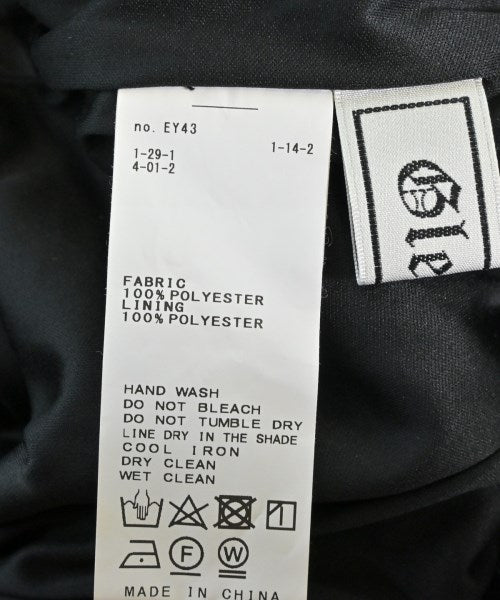 no. EY43
1-29-1 1-14-2
4-01-2
FABRIC
100% POLYESTER
LINING
100% POLYESTER
HAND WASH
DO NOT BLEACH
DO NOT TUMBLE DRY
LINE DRY IN THE SHADE
COOL IRON
DRY CLEAN
WET CLEAN
F W
MADE IN CHINA